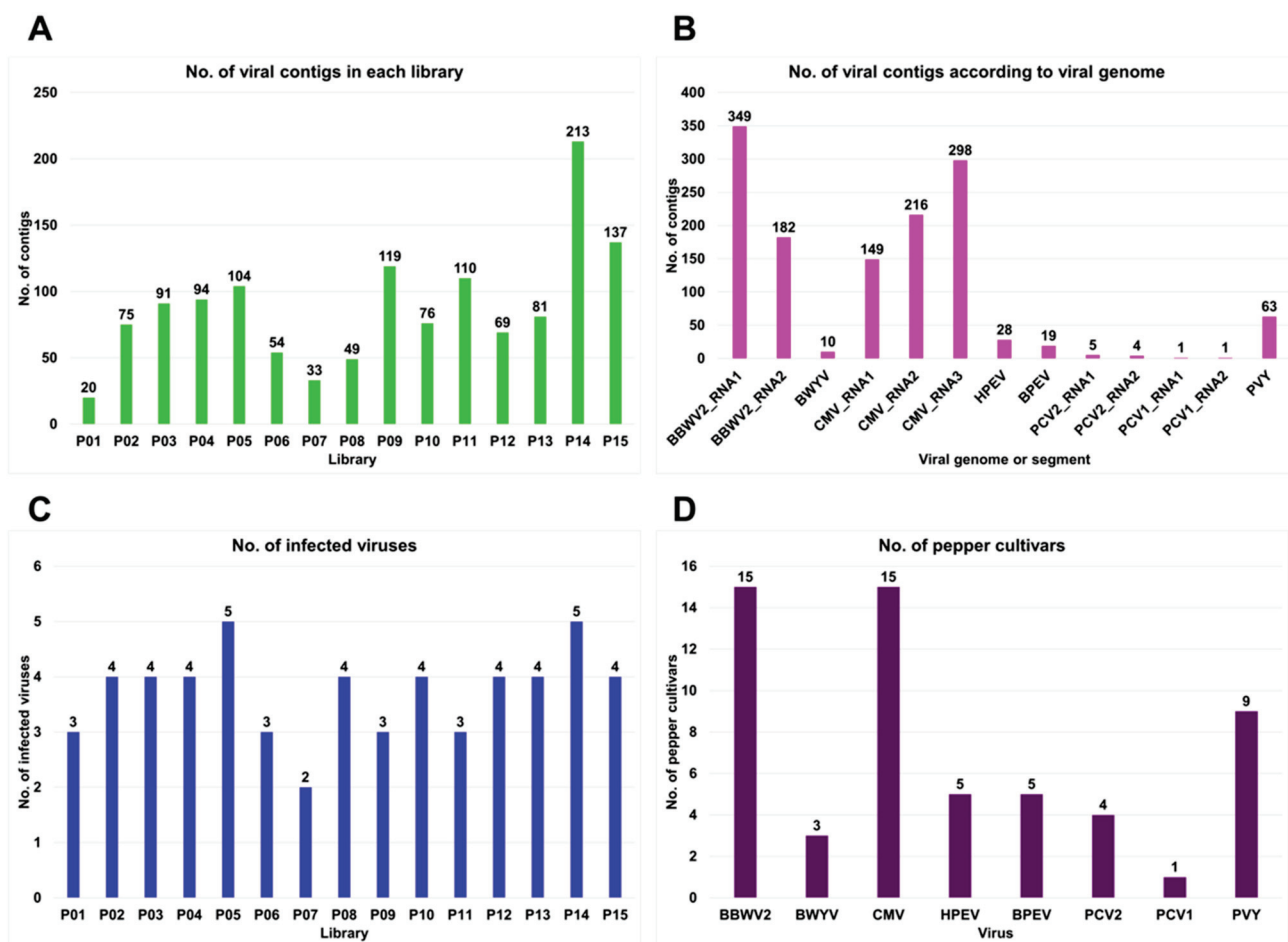 A
No. of viral contigs in each library
No. of contigs
250
200
150
100
50
0
20
75
91
94
104
54
33
49
119
76
110
69
81
213
137
P01 P02 P03 P04 P05 P06 P07 P08 P09 P10 P11 P12 P13 P14 P15
Library
B
No. of viral contigs according to viral genome
No. of contigs
400
350
300
250
200
150
100
50
0
349
182
10
149
216
298
28
19
5
4
1
1
63
BBWV2_RNA1
BBWV2_RNA2
BWYV
CMV_RNA1
CMV_RNA2
CMV_RNA3
HPEV
BPEV
PCV2_RNA1
PCV2_RNA2
PCV1_RNA1
PCV1_RNA2
PVY
Viral genome or segment
C
No. of infected viruses
No. of infected viruses
6
5
4
3
2
1
0
3
4
4
4
5
3
2
4
3
4
3
4
4
5
4
P01 P02 P03 P04 P05 P06 P07 P08 P09 P10 P11 P12 P13 P14 P15
Library
D
No. of pepper cultivars
No. of pepper cultivars
16
14
12
10
8
6
4
2
0
15
3
15
5
5
4
1
9
BBWV2 BWYV CMV HPEV BPEV PCV2 PCV1 PVY
Virus